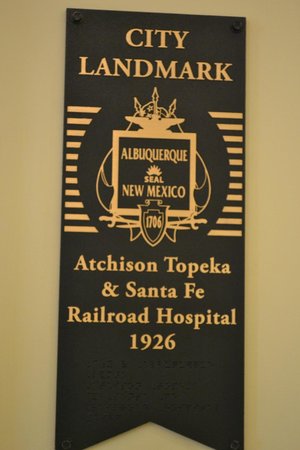 CITY
LANDMARK
ALBUQUERQUE
SEAL
NEW MEXICO
1706
Atchison Topeka
& Santa Fe
Railroad Hospital
1926